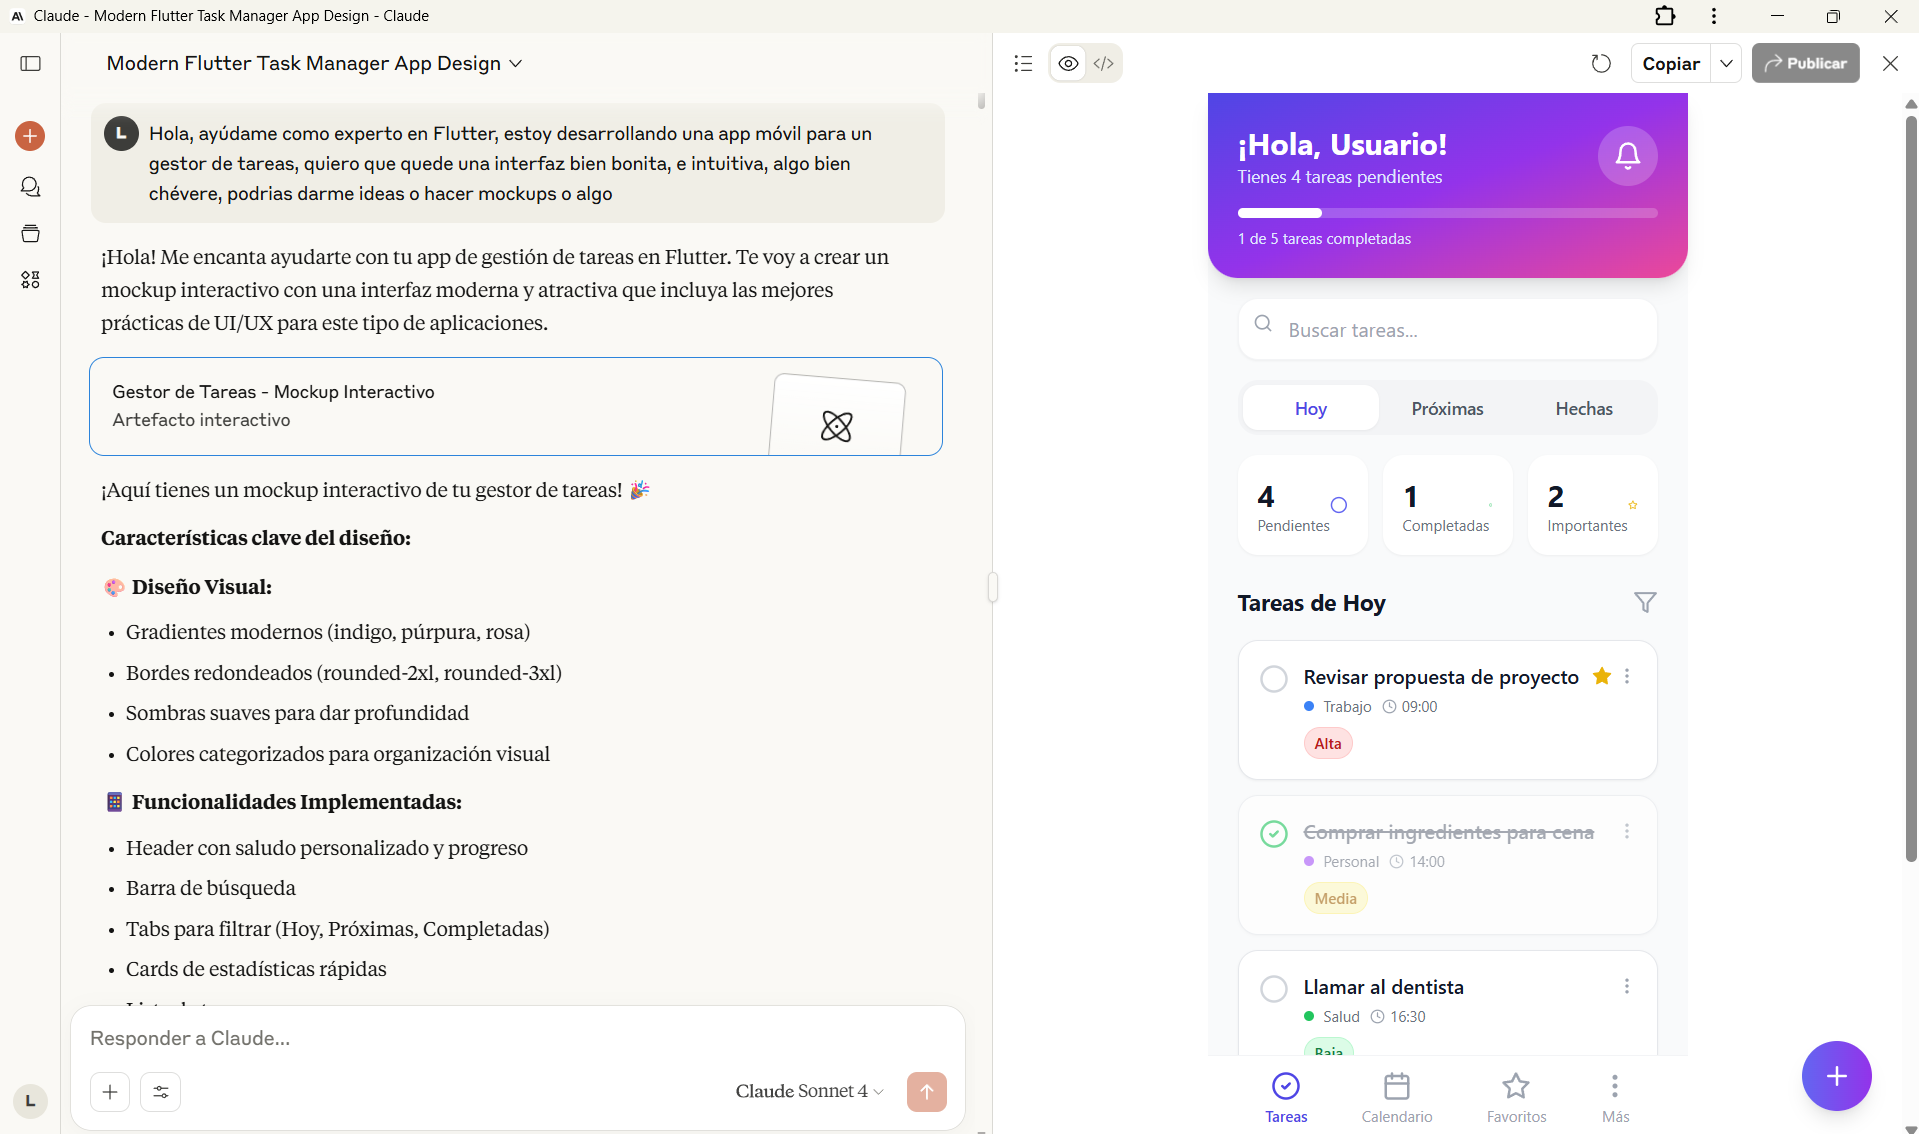 Claude - Modern Flutter Task Manager App Design - Claude
Modern Flutter Task Manager App Design
L
Hola, ayúdame como experto en Flutter, estoy desarrollando una app móvil para un
gestor de tareas, quiero que quede una interfaz bien bonita, e intuitiva, algo bien
chévere, podrias darme ideas o hacer mockups o algo
¡Hola! Me encanta ayudarte con tu app de gestión de tareas en Flutter. Te voy a crear un
mockup interactivo con una interfaz moderna y atractiva que incluya las mejores
prácticas de UI/UX para este tipo de aplicaciones.
Gestor de Tareas - Mockup Interactivo
Artefacto interactivo
¡Aquí tienes un mockup interactivo de tu gestor de tareas! 🎉
Características clave del diseño:
🎨 Diseño Visual:
• Gradientes modernos (indigo, púrpura, rosa)
• Bordes redondeados (rounded-2xl, rounded-3xl)
• Sombras suaves para dar profundidad
• Colores categorizados para organización visual
📱 Funcionalidades Implementadas:
• Header con saludo personalizado y progreso
• Barra de búsqueda
• Tabs para filtrar (Hoy, Próximas, Completadas)
• Cards de estadísticas rápidas
Responder a Claude...
Claude Sonnet 4
L
Copiar
Publicar
¡Hola, Usuario!
Tienes 4 tareas pendientes
1 de 5 tareas completadas
Buscar tareas...
Hoy Próximas Hechas
4 1 2
Pendientes Completadas Importantes
Tareas de Hoy
Revisar propuesta de proyecto
Trabajo 09:00
Alta
Comprar ingredientes para cena
Personal 14:00
Media
Llamar al dentista
Salud 16:30
Baja
Tareas Calendario Favoritos Más